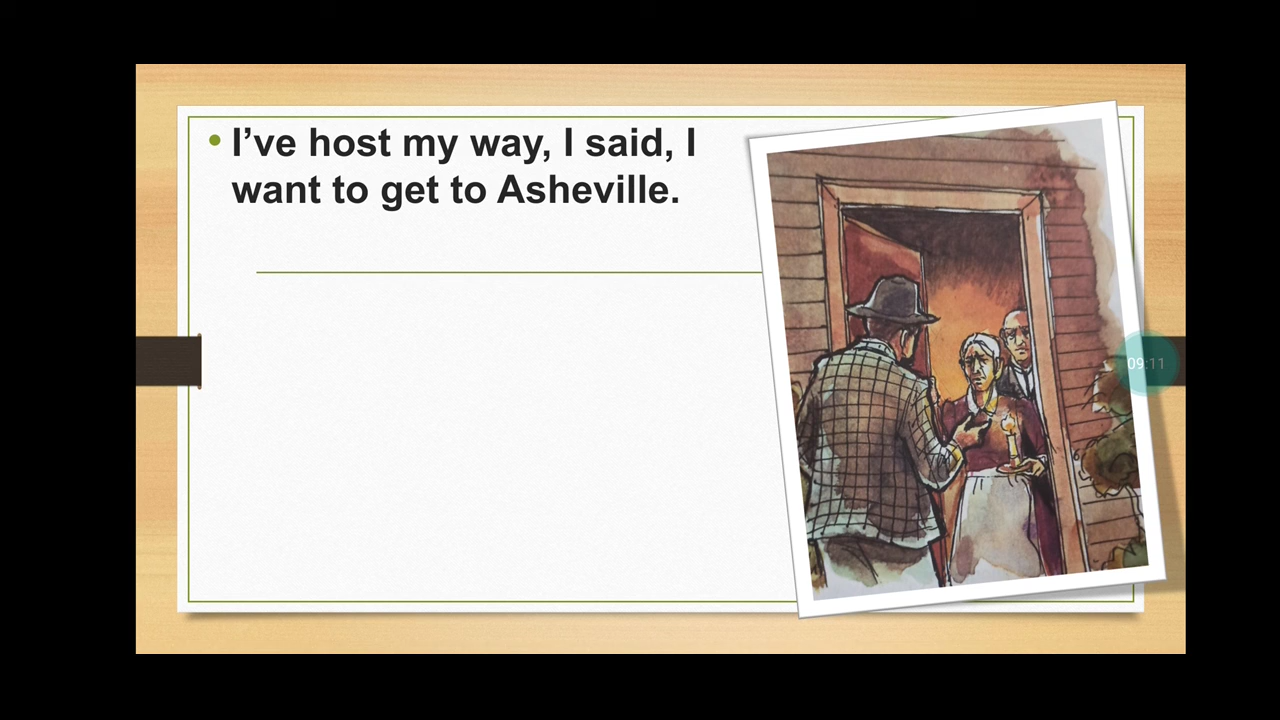 • I’ve host my way, I said, I
want to get to Asheville.
09:11